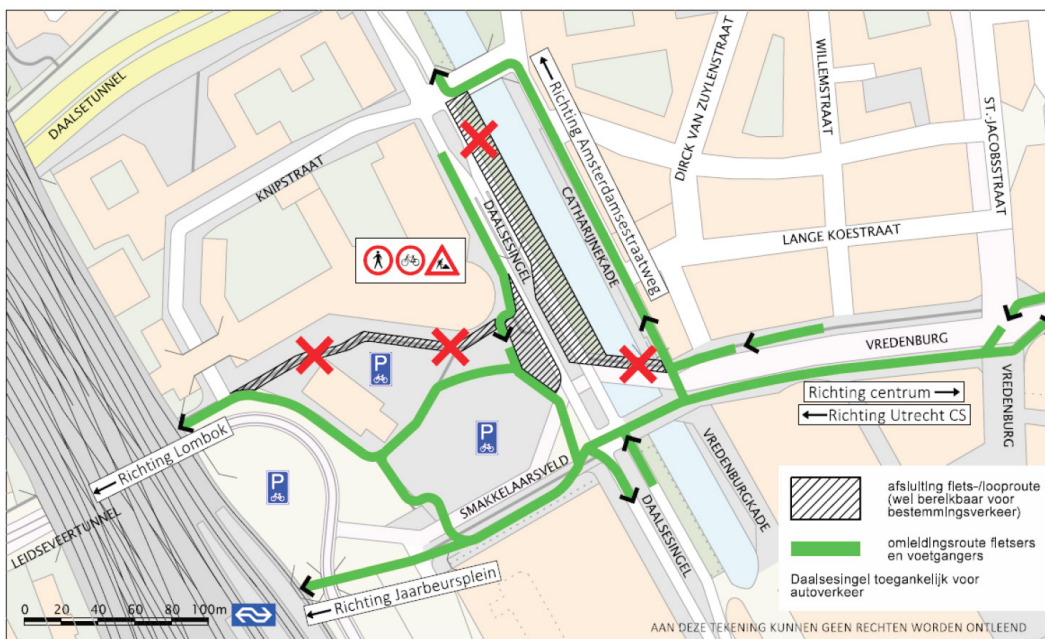 DAALSETUNNEL
KNIPSTRAAT
DAALSESINGEL
CATHARIJNEKADE
Richting Amsterdamsestraatweg
DIRCK VAN ZUYLENSTRAAT
WILLEMSTRAAT
ST.-JACOBSSTRAAT
LANGE KOESTRAAT
P
P
P
VREDENBURG
VREDENBURG
Richting centrum
Richting Utrecht CS
Richting Lombok
LEIDSEVEERTUNNEL
SMAKKELAARSVELD
VREDENBURGKADE
DAALSESINGEL
Richting Jaarbeursplein
afsluiting fiets-/looproute
(wel bereikbaar voor
bestemmingsverkeer)
omleidingsroute fietsers
en voetgangers
Daalsesingel toegankelijk voor
autoverkeer
0 20 40 60 80 100m
AAN DEZE TEKENING KUNNEN GEEN RECHTEN WORDEN ONTLEEND